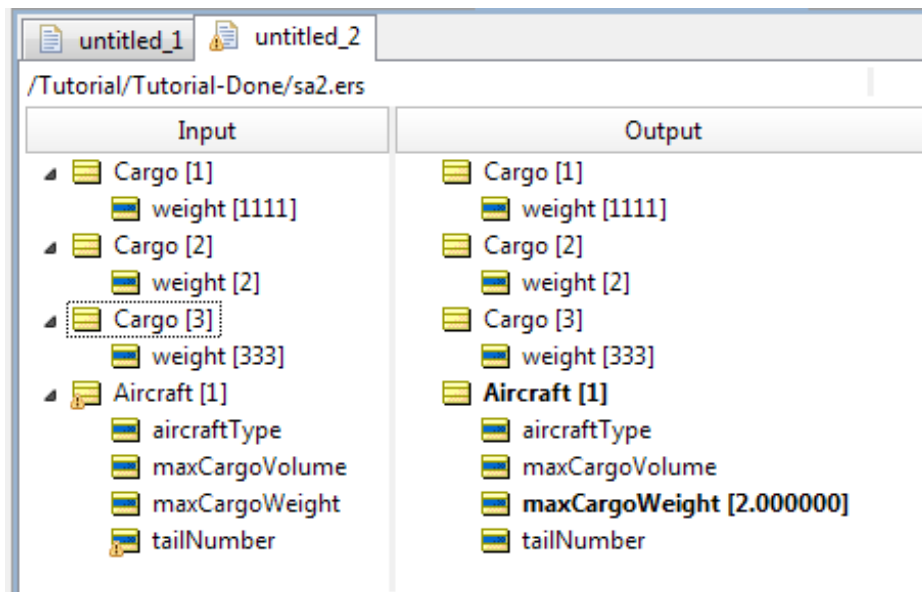 untitled_1 untitled_2
/Tutorial/Tutorial-Done/sa2.ers
Input Output
Cargo [1] Cargo [1]
weight [1111] weight [1111]
Cargo [2] Cargo [2]
weight [2] weight [2]
Cargo [3] Cargo [3]
weight [333] weight [333]
Aircraft [1] Aircraft [1]
aircraftType aircraftType
maxCargoVolume maxCargoVolume
maxCargoWeight maxCargoWeight [2.000000]
tailNumber tailNumber